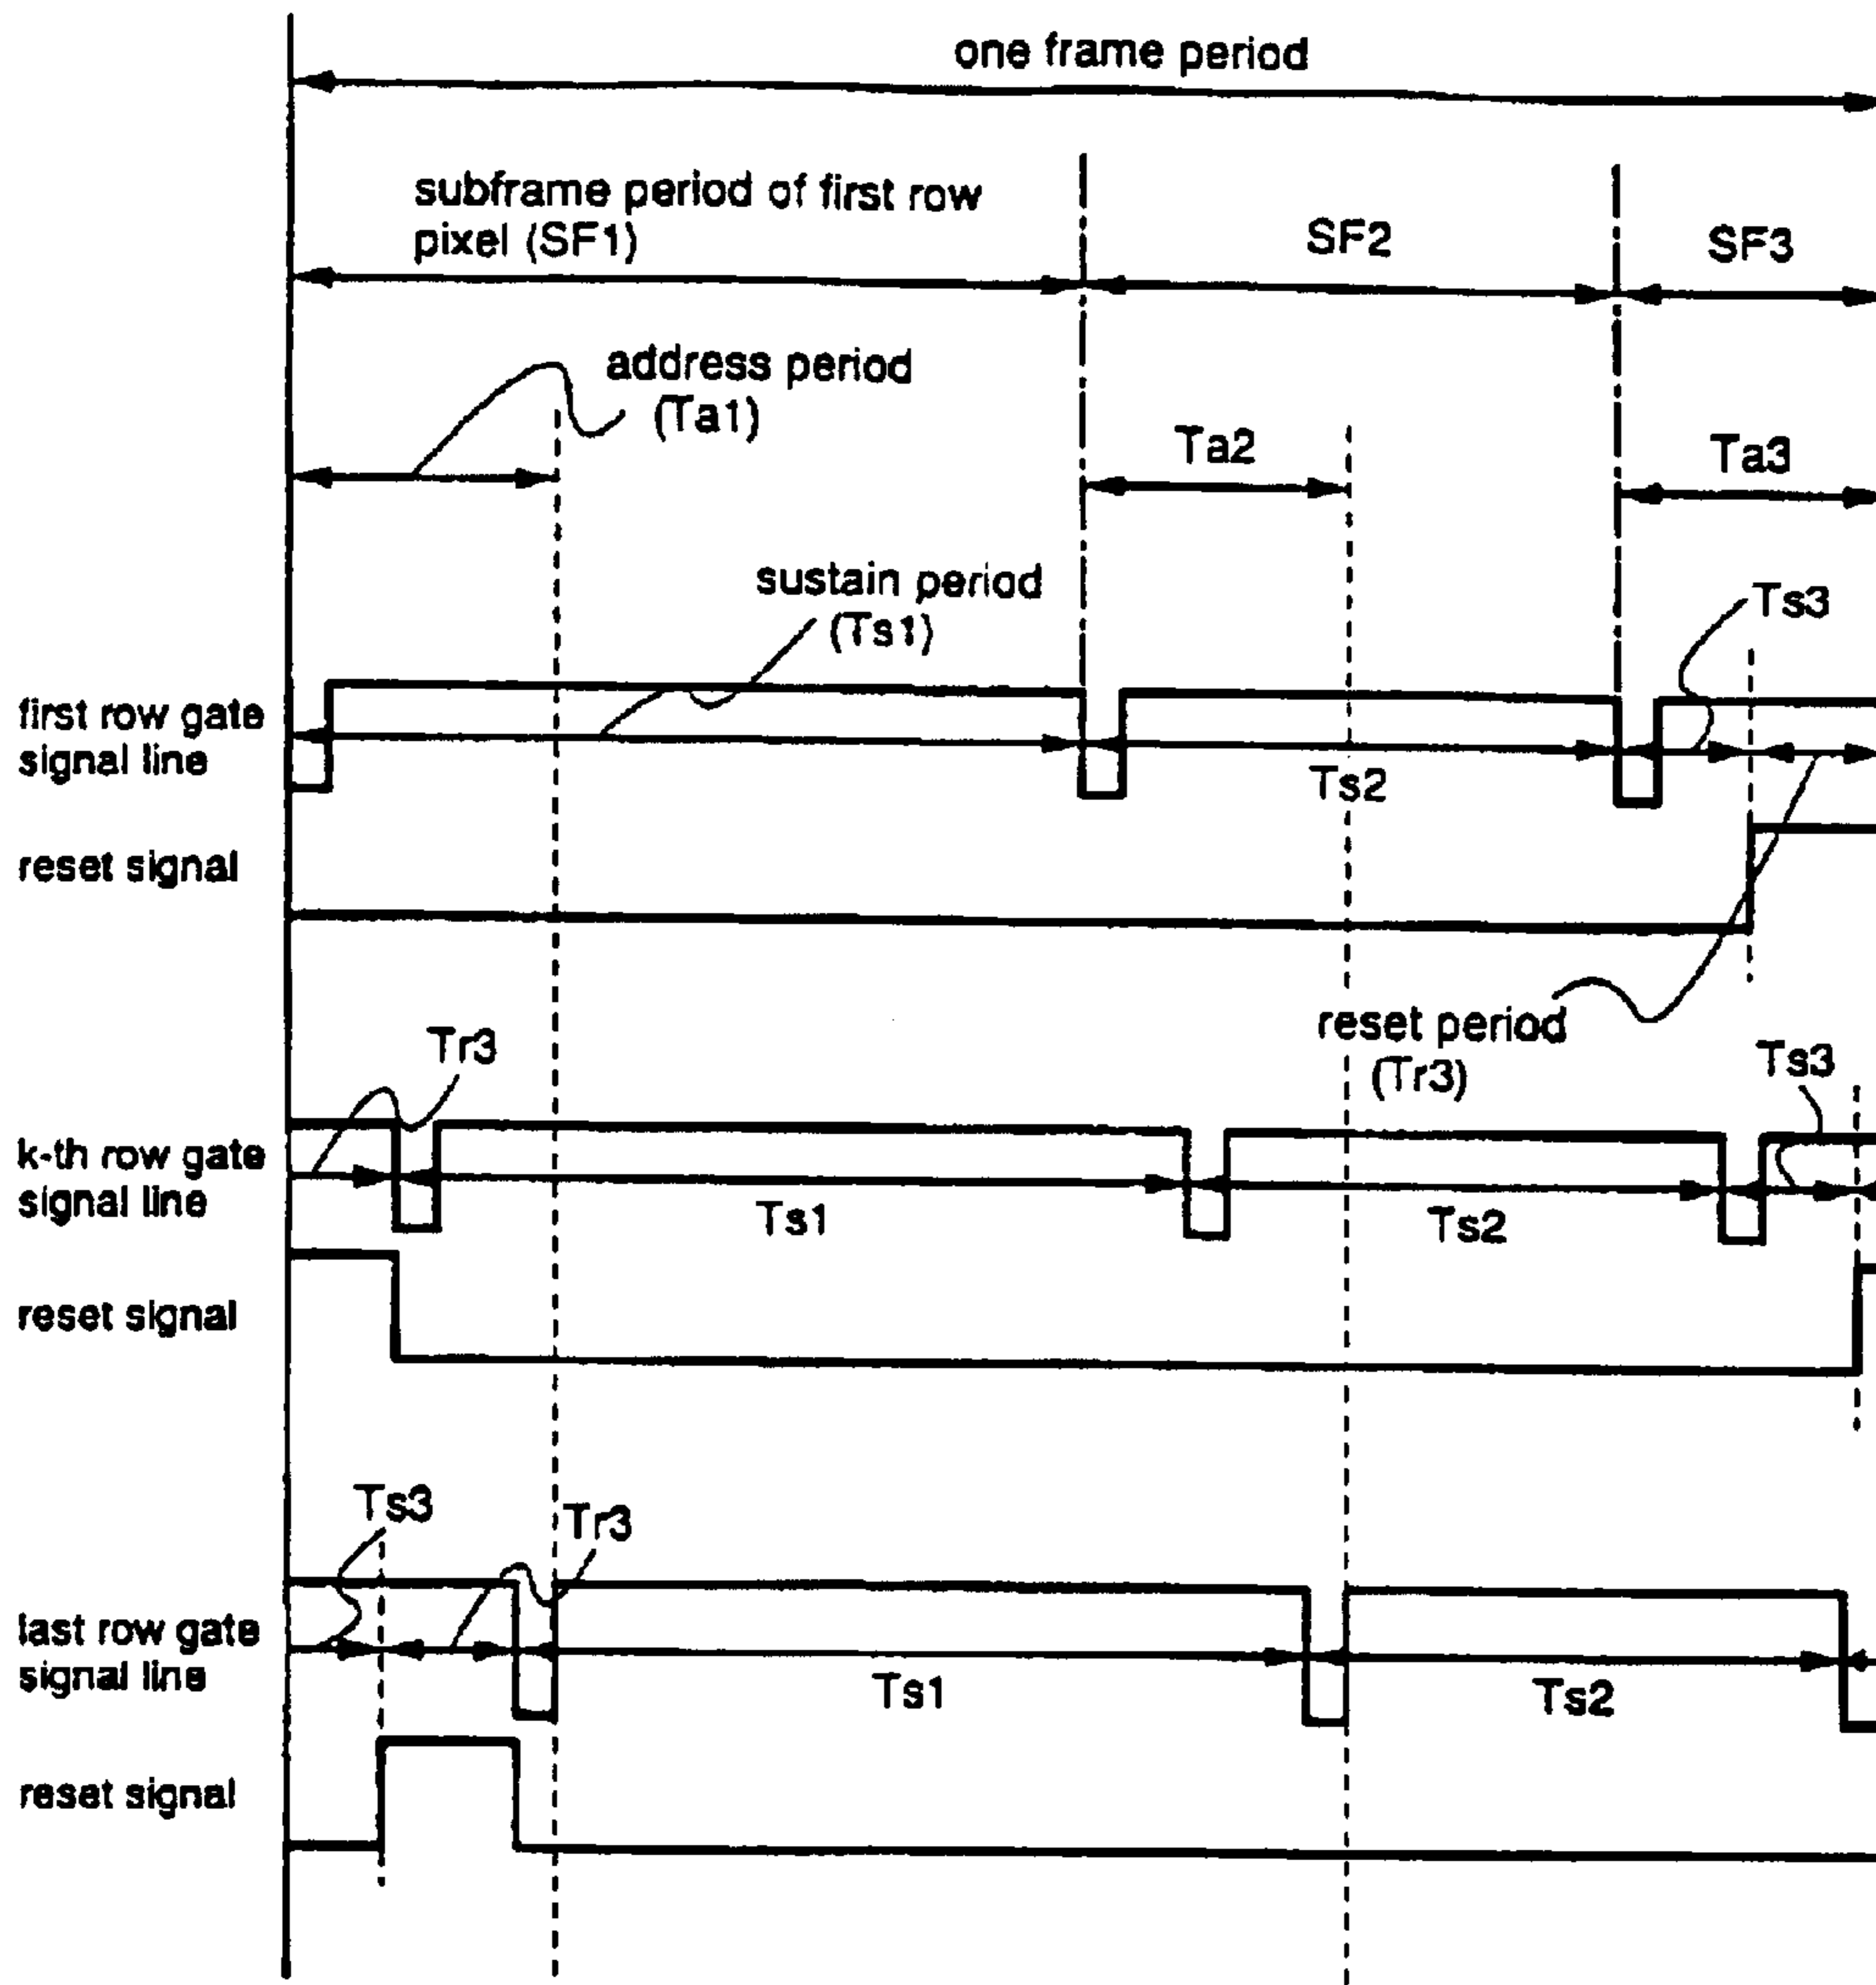 one frame period
subframe period of first row
pixel (SF1)
SF2
SF3
address period
(Ta1)
Ta2
Ta3
sustain period
(Ts1)
Ts3
first row gate
signal line
Ts2
reset signal
reset period
(Tr3)
Tr3
Ts3
k-th row gate
signal line
Ts1
Ts2
reset signal
Ts3
Tr3
last row gate
signal line
Ts1
Ts2
reset signal